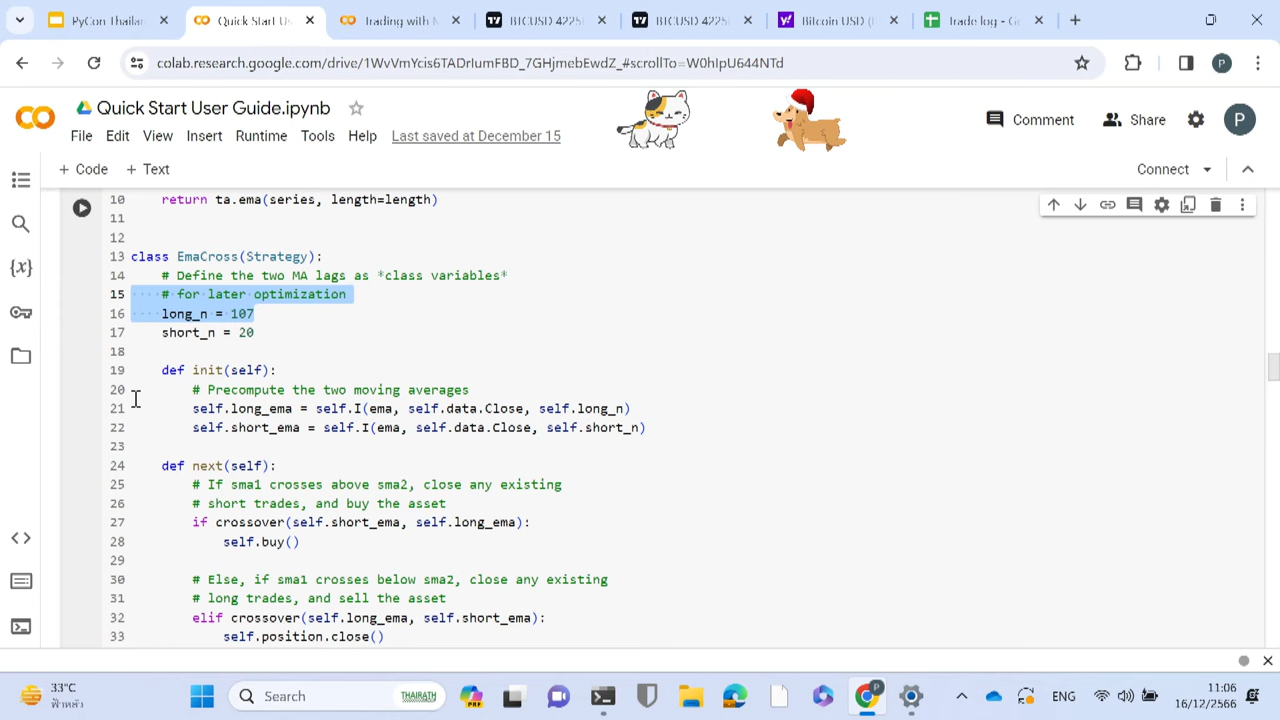 PyCon Thailan
Quick Start Us
Trading with M
BTCUSD 4225
BTCUSD 4225
Bitcoin USD (
Trade log - Go
colab.research.google.com/drive/1WvVmYcis6TADrIumFBD_7GHjmebEwdZ_#scrollTo=W0hIpU644NTd
P
Quick Start User Guide.ipynb
File Edit View Insert Runtime Tools Help Last saved at December 15
Comment Share P
+ Code + Text
Connect
10 return ta.ema(series, length=length)
11
12
13 class EmaCross(Strategy):
14 # Define the two MA lags as *class variables*
15 # for later optimization
16 long_n = 107
17 short_n = 20
18
19 def init(self):
20 # Precompute the two moving averages
21 self.long_ema = self.I(ema, self.data.Close, self.long_n)
22 self.short_ema = self.I(ema, self.data.Close, self.short_n)
23
24 def next(self):
25 # If sma1 crosses above sma2, close any existing
26 # short trades, and buy the asset
27 if crossover(self.short_ema, self.long_ema):
28 self.buy()
29
30 # Else, if sma1 crosses below sma2, close any existing
31 # long trades, and sell the asset
32 elif crossover(self.long_ema, self.short_ema):
33 self.position.close()
33°C
ฟ้าหลัว
Search
THAIRATH
ENG
11:06
16/12/2566